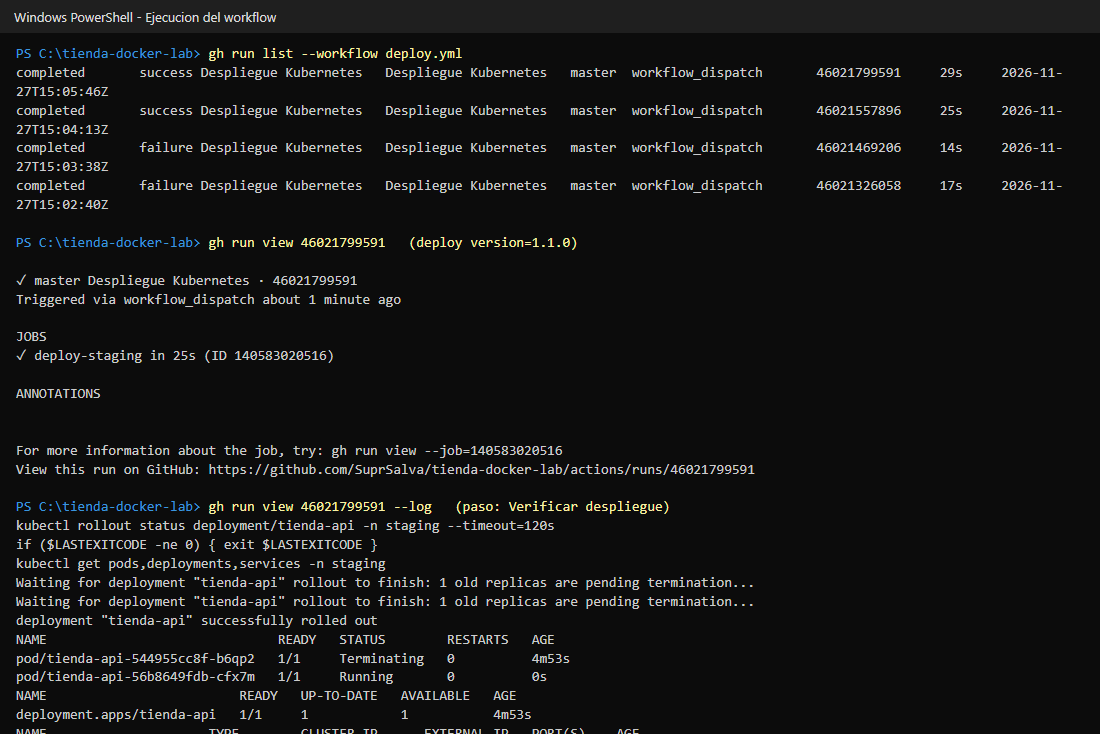 Windows PowerShell - Ejecucion del workflow
PS C:\tienda-docker-lab> gh run list --workflow deploy.yml
completed success Despliegue Kubernetes Despliegue Kubernetes master workflow_dispatch 46021799591 29s 2026-11-
27T15:05:46Z
completed success Despliegue Kubernetes Despliegue Kubernetes master workflow_dispatch 46021557896 25s 2026-11-
27T15:04:13Z
completed failure Despliegue Kubernetes Despliegue Kubernetes master workflow_dispatch 46021469206 14s 2026-11-
27T15:03:38Z
completed failure Despliegue Kubernetes Despliegue Kubernetes master workflow_dispatch 46021326058 17s 2026-11-
27T15:02:40Z
PS C:\tienda-docker-lab> gh run view 46021799591 (deploy version=1.1.0)
✓ master Despliegue Kubernetes · 46021799591
Triggered via workflow_dispatch about 1 minute ago
JOBS
✓ deploy-staging in 25s (ID 140583020516)
ANNOTATIONS
For more information about the job, try: gh run view --job=140583020516
View this run on GitHub: https://github.com/SuprSalva/tienda-docker-lab/actions/runs/46021799591
PS C:\tienda-docker-lab> gh run view 46021799591 --log (paso: Verificar despliegue)
kubectl rollout status deployment/tienda-api -n staging --timeout=120s
if ($LASTEXITCODE -ne 0) { exit $LASTEXITCODE }
kubectl get pods,deployments,services -n staging
Waiting for deployment "tienda-api" rollout to finish: 1 old replicas are pending termination...
Waiting for deployment "tienda-api" rollout to finish: 1 old replicas are pending termination...
deployment "tienda-api" successfully rolled out
NAME READY STATUS RESTARTS AGE
pod/tienda-api-544955cc8f-b6qp2 1/1 Terminating 0 4m53s
pod/tienda-api-56b8649fdb-cfx7m 1/1 Running 0 0s
NAME READY UP-TO-DATE AVAILABLE AGE
deployment.apps/tienda-api 1/1 1 1 4m53s
NAME TYPE CLUSTER-IP EXTERNAL-IP PORT(S) AGE